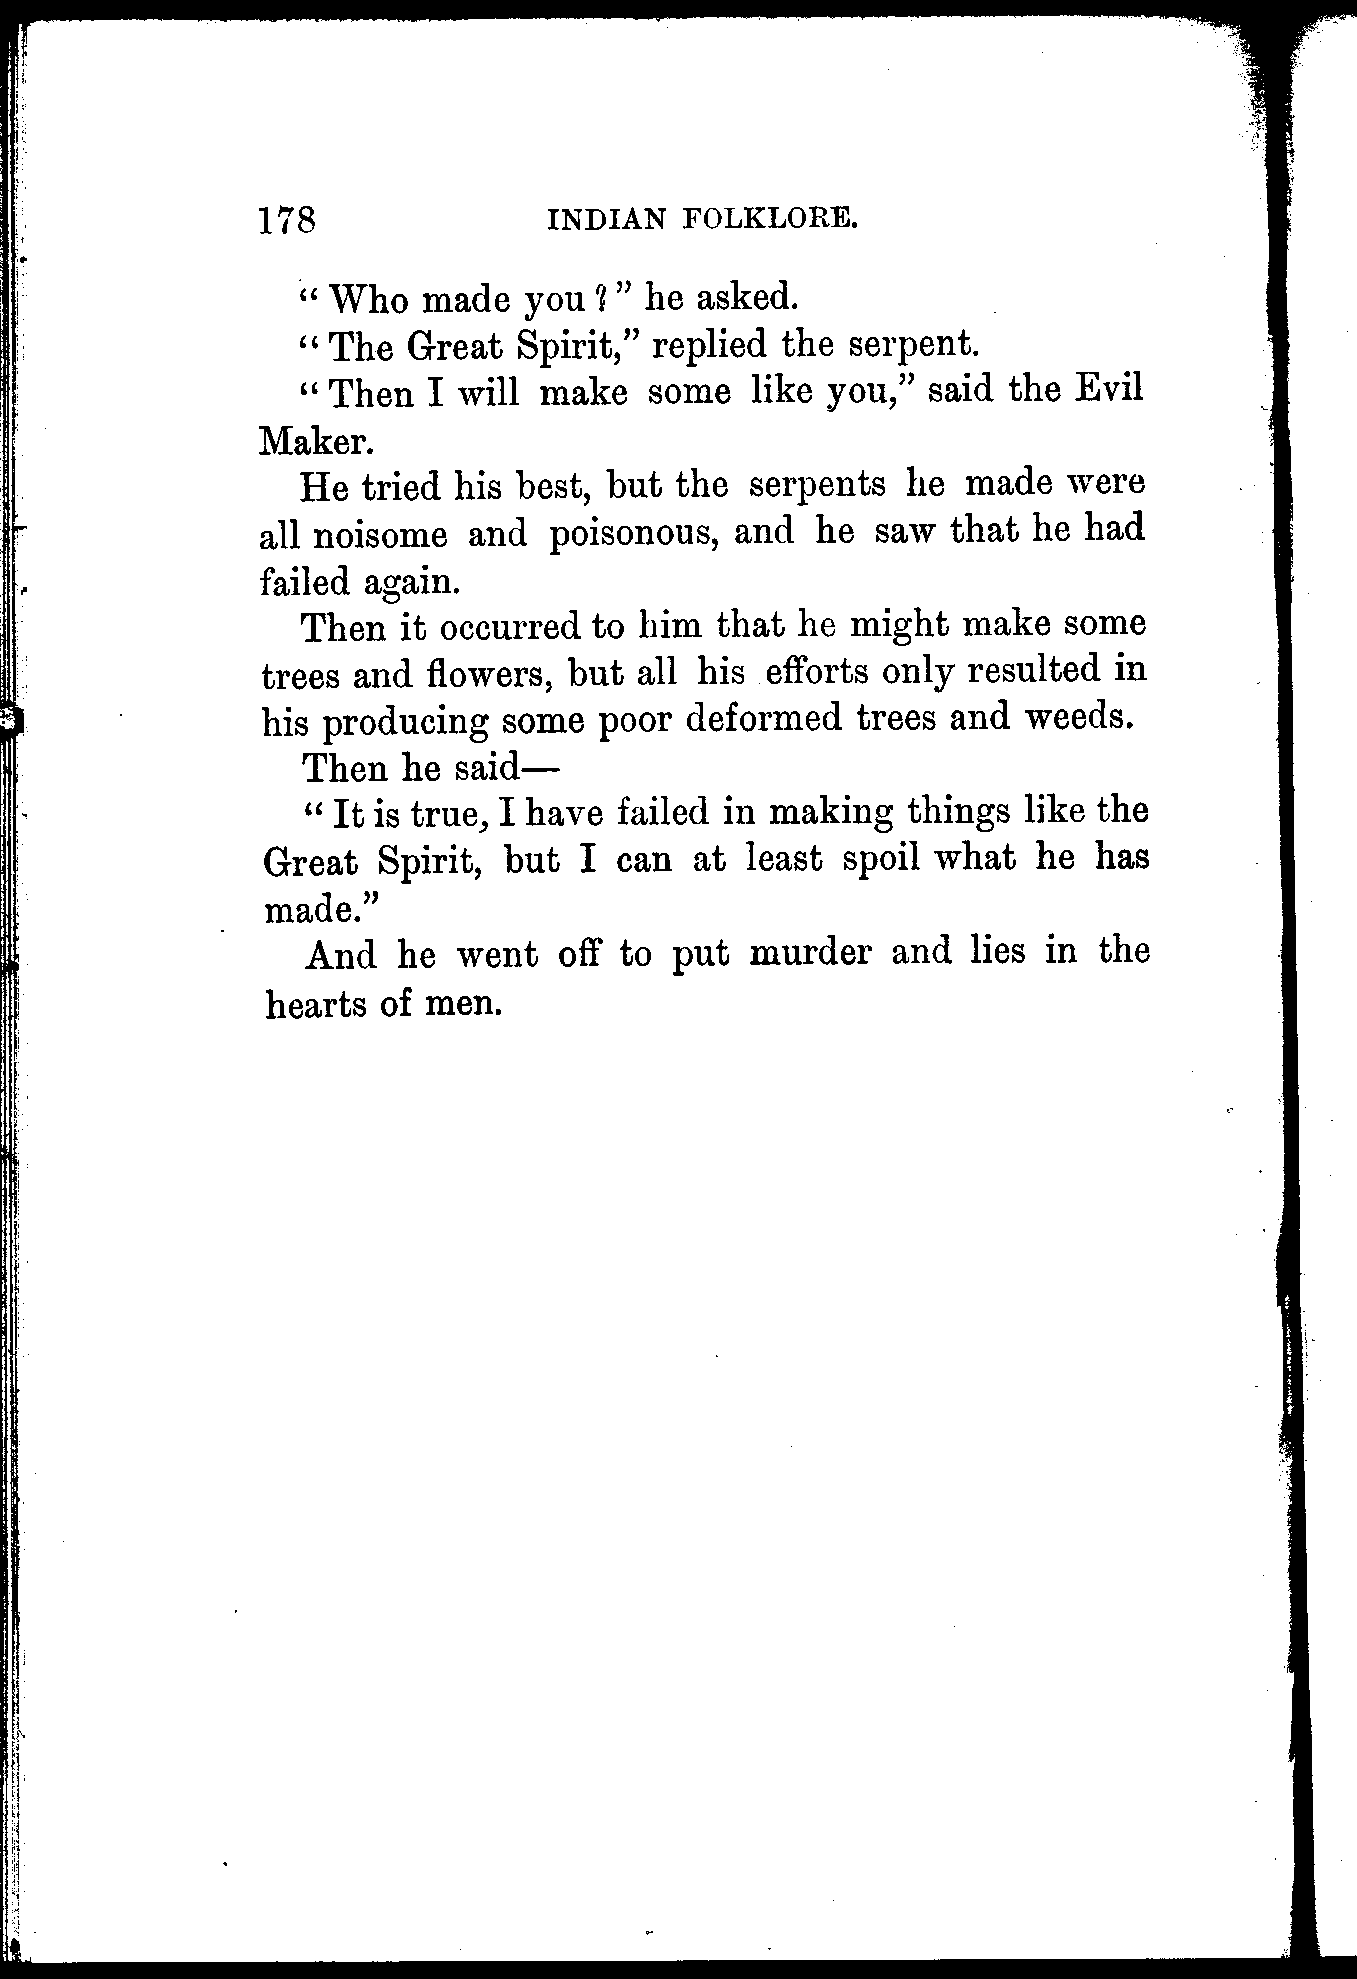 178 INDIAN FOLKLORE.
“Who made you?” he asked.
“The Great Spirit,” replied the serpent.
“Then I will make some like you,” said the Evil
Maker.
He tried his best, but the serpents he made were
all noisome and poisonous, and he saw that he had
failed again.
Then it occurred to him that he might make some
trees and flowers, but all his efforts only resulted in
his producing some poor deformed trees and weeds.
Then he said—
“It is true, I have failed in making things like the
Great Spirit, but I can at least spoil what he has
made.”
And he went off to put murder and lies in the
hearts of men.